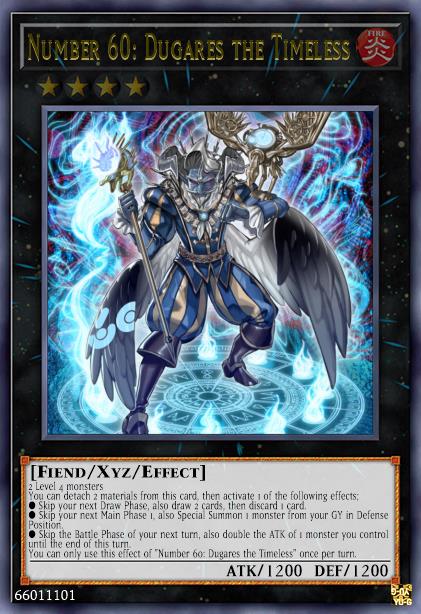 NUMBER 60: DUGARES THE TIMELESS
FIRE
炎
[FIEND/XYZ/EFFECT]
2 Level 4 monsters
You can detach 2 materials from this card, then activate 1 of the following effects;
● Skip your next Draw Phase, also draw 2 cards, then discard 1 card.
● Skip your next Main Phase 1, also Special Summon 1 monster from your GY in Defense
Position.
● Skip the Battle Phase of your next turn, also double the ATK of 1 monster you control
until the end of this turn.
You can only use this effect of "Number 60: Dugares the Timeless" once per turn.
ATK/1200 DEF/1200
66011101